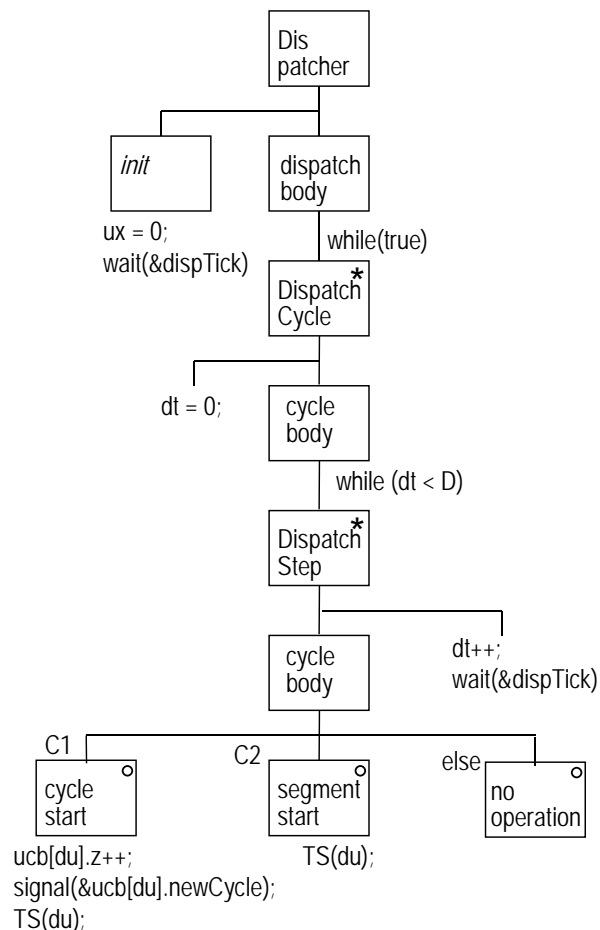 Dis
patcher
init
dispatch
body
ux = 0;
wait(&dispTick)
while(true)
*
Dispatch
Cycle
dt = 0;
cycle
body
while (dt < D)
*
Dispatch
Step
cycle
body
dt++;
wait(&dispTick)
C1
C2
else
cycle
start
segment
start
no
operation
ucb[du].z++;
signal(&ucb[du].newCycle);
TS(du);
TS(du);